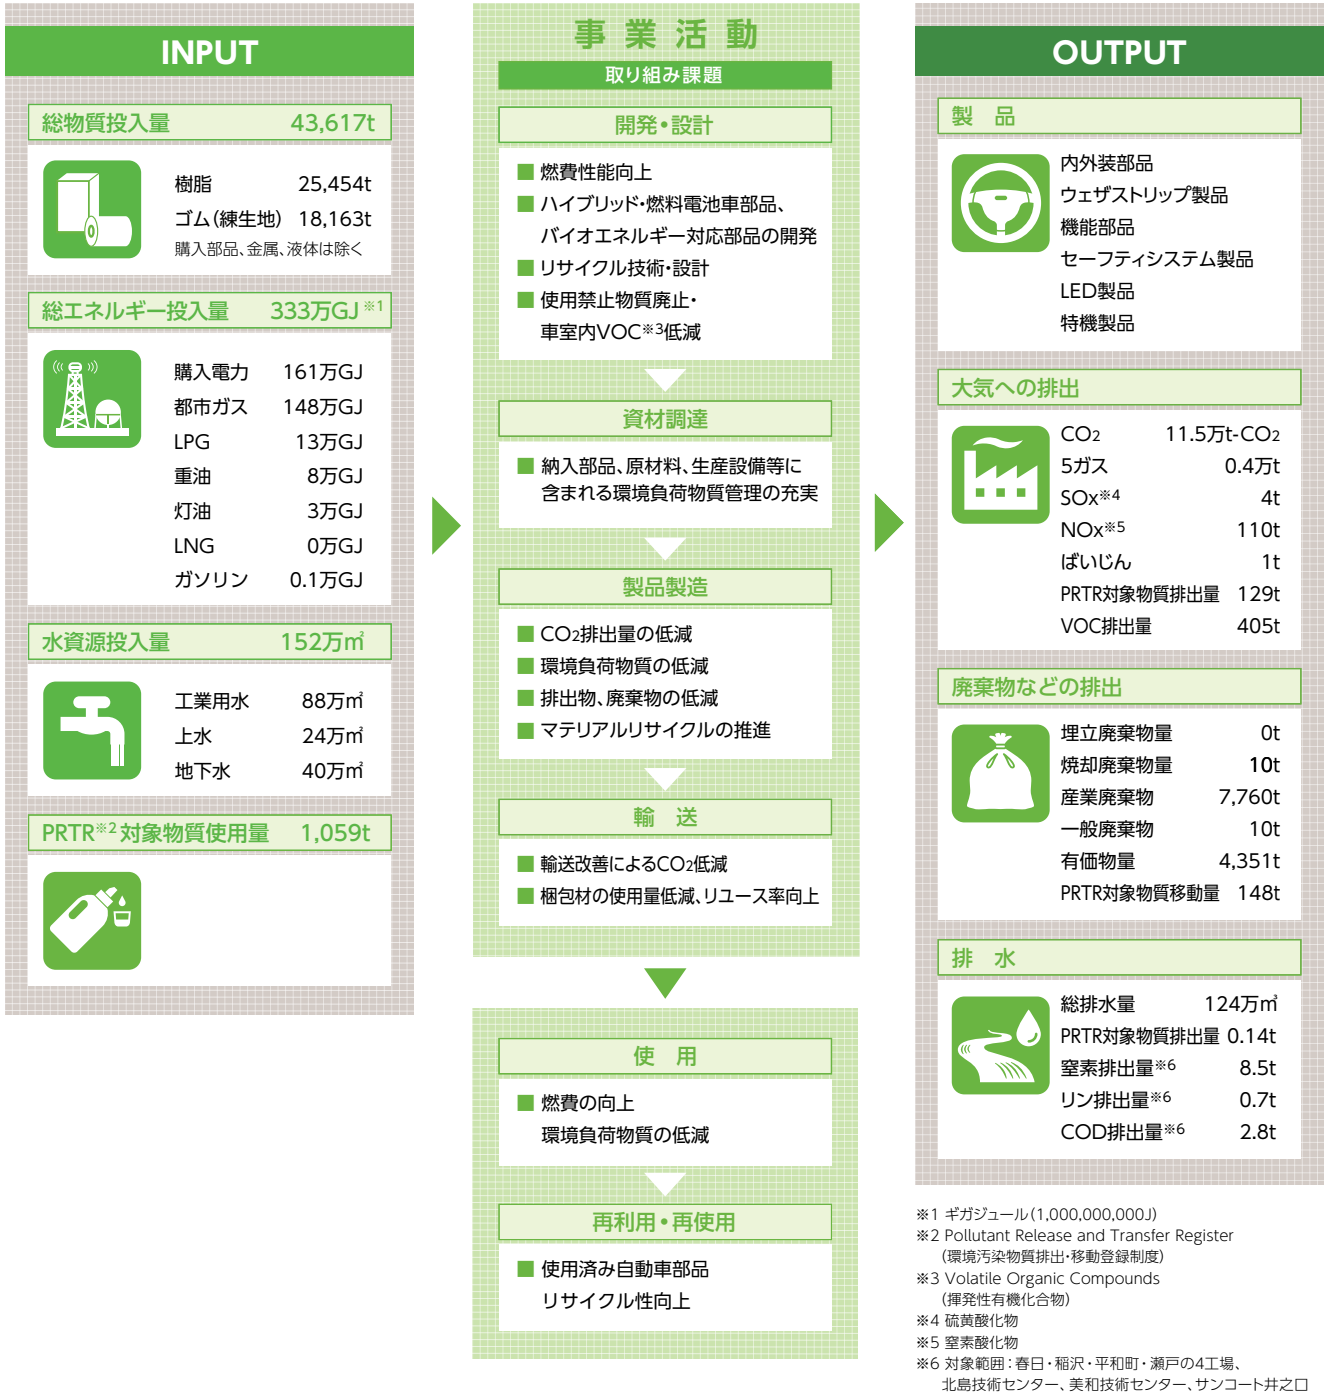 INPUT
総物質投入量 43,617t
樹脂 25,454t
ゴム(練生地) 18,163t
購入部品、金属、液体は除く
総エネルギー投入量 333万GJ※1
購入電力 161万GJ
都市ガス 148万GJ
LPG 13万GJ
重油 8万GJ
灯油 3万GJ
LNG 0万GJ
ガソリン 0.1万GJ
水資源投入量 152万㎥
工業用水 88万㎥
上水 24万㎥
地下水 40万㎥
PRTR※2対象物質使用量 1,059t
事業活動
取り組み課題
開発・設計
■ 燃費性能向上
■ ハイブリッド・燃料電池車部品、
バイオエネルギー対応部品の開発
■ リサイクル技術・設計
■ 使用禁止物質廃止・
車室内VOC※3低減
資材調達
■ 納入部品、原材料、生産設備等に
含まれる環境負荷物質管理の充実
製品製造
■ CO2排出量の低減
■ 環境負荷物質の低減
■ 排出物、廃棄物の低減
■ マテリアルリサイクルの推進
輸 送
■ 輸送改善によるCO2低減
■ 梱包材の使用量低減、リユース率向上
使 用
■ 燃費の向上
環境負荷物質の低減
再利用・再使用
■ 使用済み自動車部品
リサイクル性向上
OUTPUT
製 品
内外装部品
ウェザストリップ製品
機能部品
セーフティシステム製品
LED製品
特機製品
大気への排出
CO2 11.5万t-CO2
5ガス 0.4万t
SOx※4 4t
NOx※5 110t
ばいじん 1t
PRTR対象物質排出量 129t
VOC排出量 405t
廃棄物などの排出
埋立廃棄物量 0t
焼却廃棄物量 10t
産業廃棄物 7,760t
一般廃棄物 10t
有価物量 4,351t
PRTR対象物質移動量 148t
排 水
総排水量 124万㎥
PRTR対象物質排出量 0.14t
窒素排出量※6 8.5t
リン排出量※6 0.7t
COD排出量※6 2.8t
※1 ギガジュール(1,000,000,000J)
※2 Pollutant Release and Transfer Register
(環境汚染物質排出・移動登録制度)
※3 Volatile Organic Compounds
(揮発性有機化合物)
※4 硫黄酸化物
※5 窒素酸化物
※6 対象範囲：春日・稲沢・平和町・瀬戸の4工場、
北島技術センター、美和技術センター、サンコート井之口